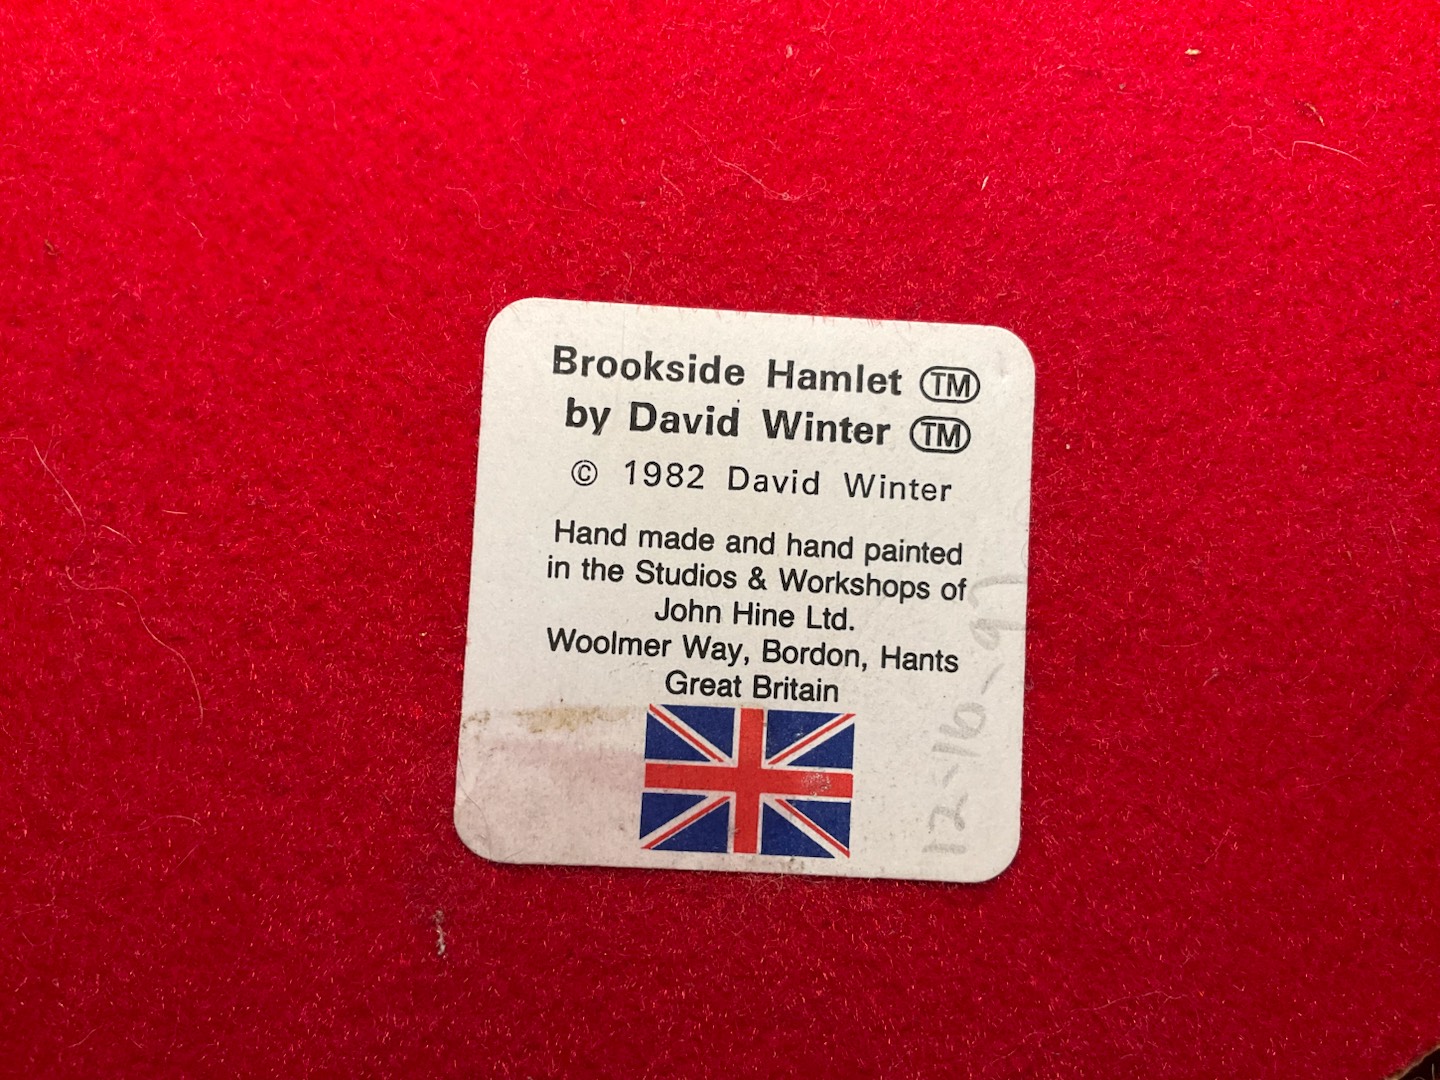 Brookside Hamlet TM
by David Winter TM
© 1982 David Winter
Hand made and hand painted
in the Studios & Workshops of
John Hine Ltd.
Woolmer Way, Bordon, Hants
Great Britain
12-16-97